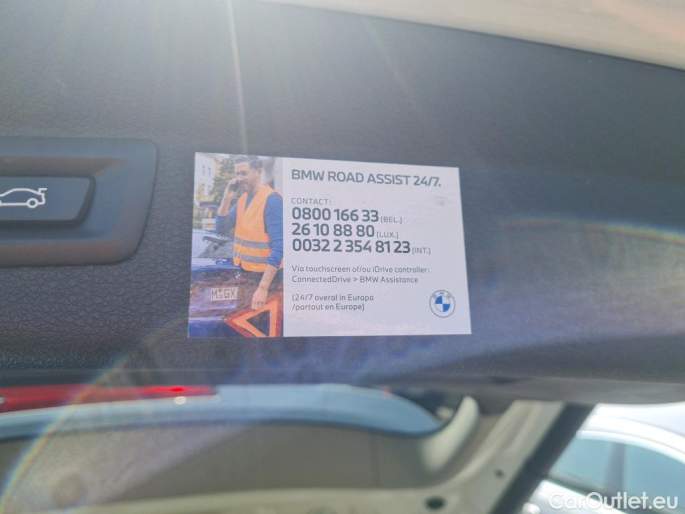 BMW ROAD ASSIST 24/7.
CONTACT:
0800 166 33 (BEL.)
26 10 88 80 (LUX.)
0032 2 354 81 23 (INT.)
Via touchscreen of/ou iDrive controller:
ConnectedDrive > BMW Assistance
(24/7 overal in Europa
/partout en Europe)
CarOutlet.eu